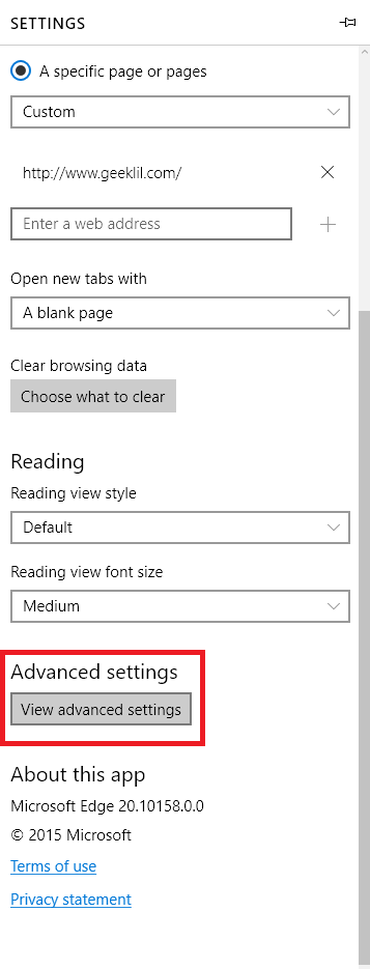 SETTINGS
A specific page or pages
Custom
http://www.geeklil.com/
Enter a web address
Open new tabs with
A blank page
Clear browsing data
Choose what to clear
Reading
Reading view style
Default
Reading view font size
Medium
Advanced settings
View advanced settings
About this app
Microsoft Edge 20.10158.0.0
© 2015 Microsoft
Terms of use
Privacy statement